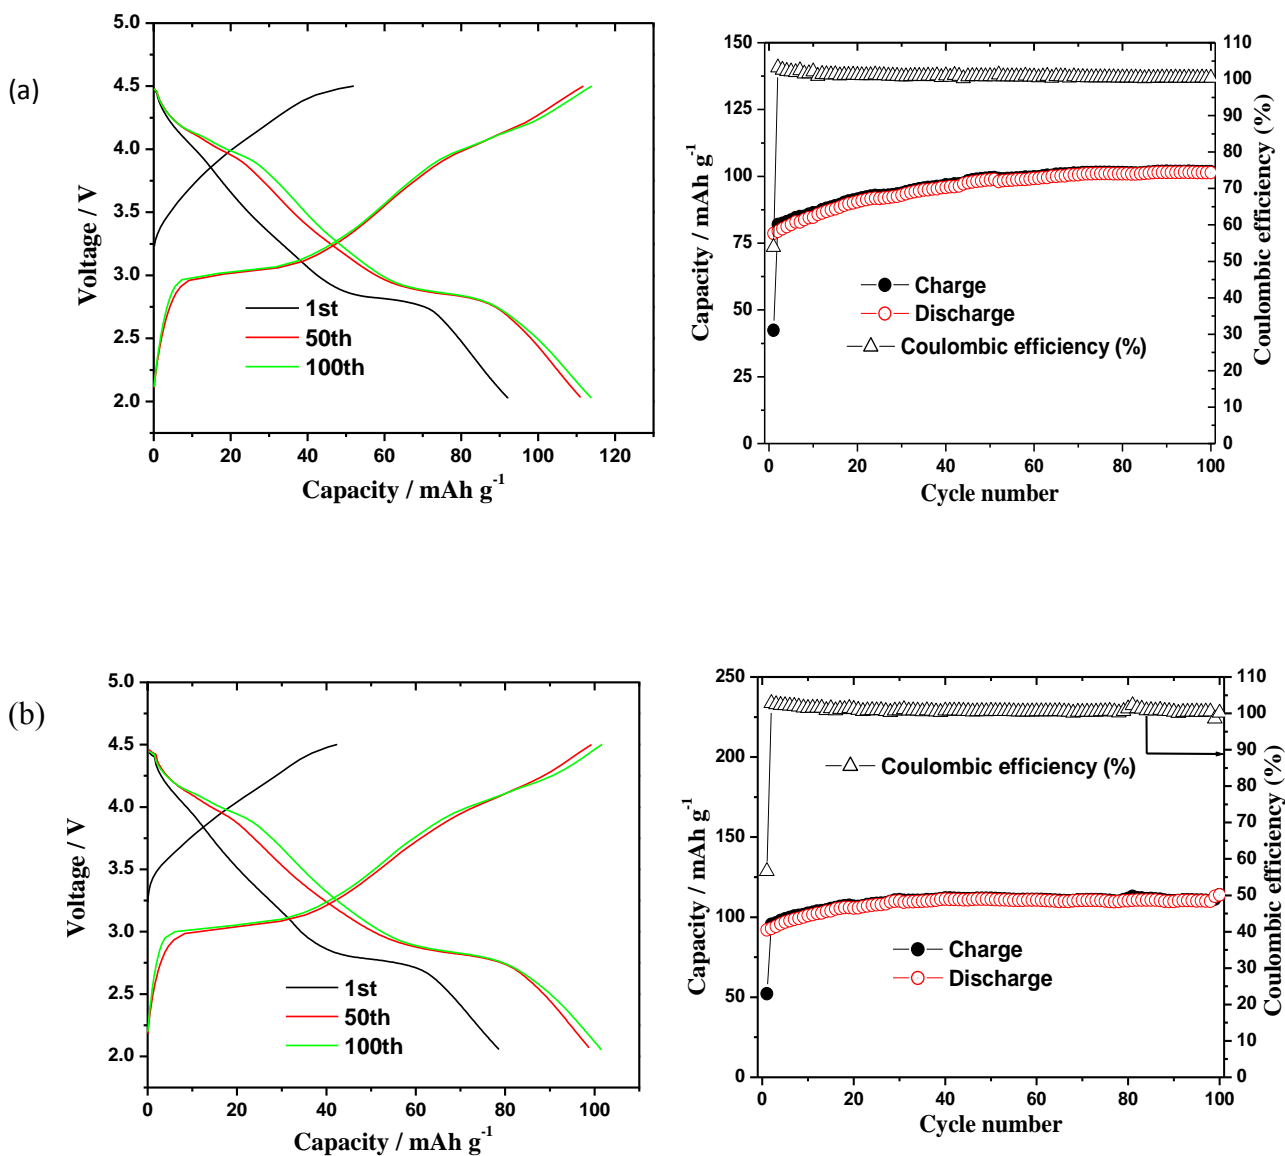 (a)
5.0
4.5
4.0
3.5
3.0
2.5
2.0
Voltage / V
1st
50th
100th
0 20 40 60 80 100 120
Capacity / mAh g-1
150
125
100
75
50
25
0
Capacity / mAh g-1
Charge
Discharge
Coulombic efficiency (%)
110
100
90
80
70
60
50
40
30
20
10
0
Coulombic efficiency (%)
0 20 40 60 80 100
Cycle number
(b)
5.0
4.5
4.0
3.5
3.0
2.5
2.0
Voltage / V
1st
50th
100th
0 20 40 60 80 100
Capacity / mAh g-1
250
200
150
100
50
0
Capacity / mAh g-1
Coulombic efficiency (%)
Charge
Discharge
110
100
90
80
70
60
50
40
30
20
10
0
Coulombic efficiency (%)
0 20 40 60 80 100
Cycle number